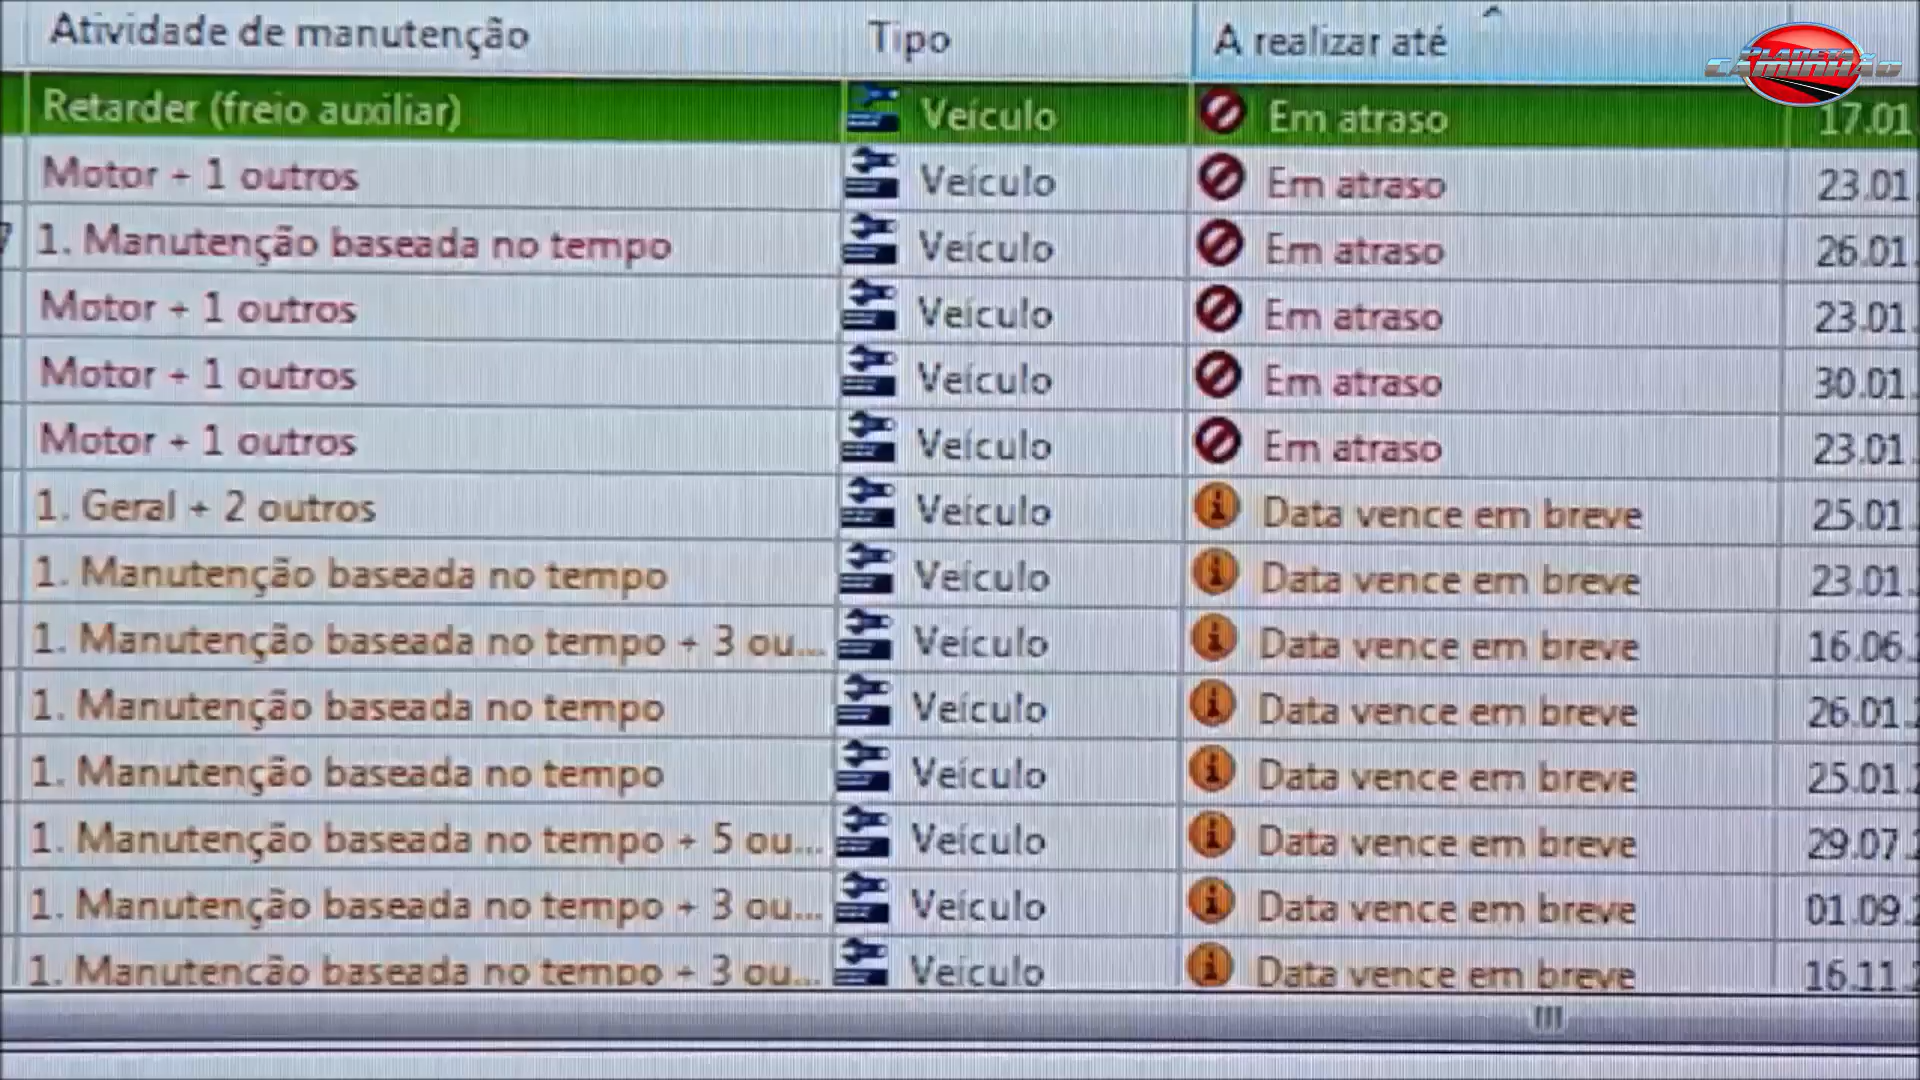 Atividade de manutenção Tipo A realizar até
PLANETA CAMINHÃO
Retarder (freio auxiliar) Veículo Em atraso 17.01
Motor + 1 outros Veículo Em atraso 23.01.
1. Manutenção baseada no tempo Veículo Em atraso 26.01.
Motor + 1 outros Veículo Em atraso 23.01.
Motor + 1 outros Veículo Em atraso 30.01.
Motor + 1 outros Veículo Em atraso 23.01.
1. Geral + 2 outros Veículo Data vence em breve 25.01.
1. Manutenção baseada no tempo Veículo Data vence em breve 23.01.
1. Manutenção baseada no tempo + 3 ou... Veículo Data vence em breve 16.06.
1. Manutenção baseada no tempo Veículo Data vence em breve 26.01.
1. Manutenção baseada no tempo Veículo Data vence em breve 25.01.
1. Manutenção baseada no tempo + 5 ou... Veículo Data vence em breve 29.07.
1. Manutenção baseada no tempo + 3 ou... Veículo Data vence em breve 01.09.
1. Manutenção baseada no tempo + 3 ou... Veículo Data vence em breve 16.11.